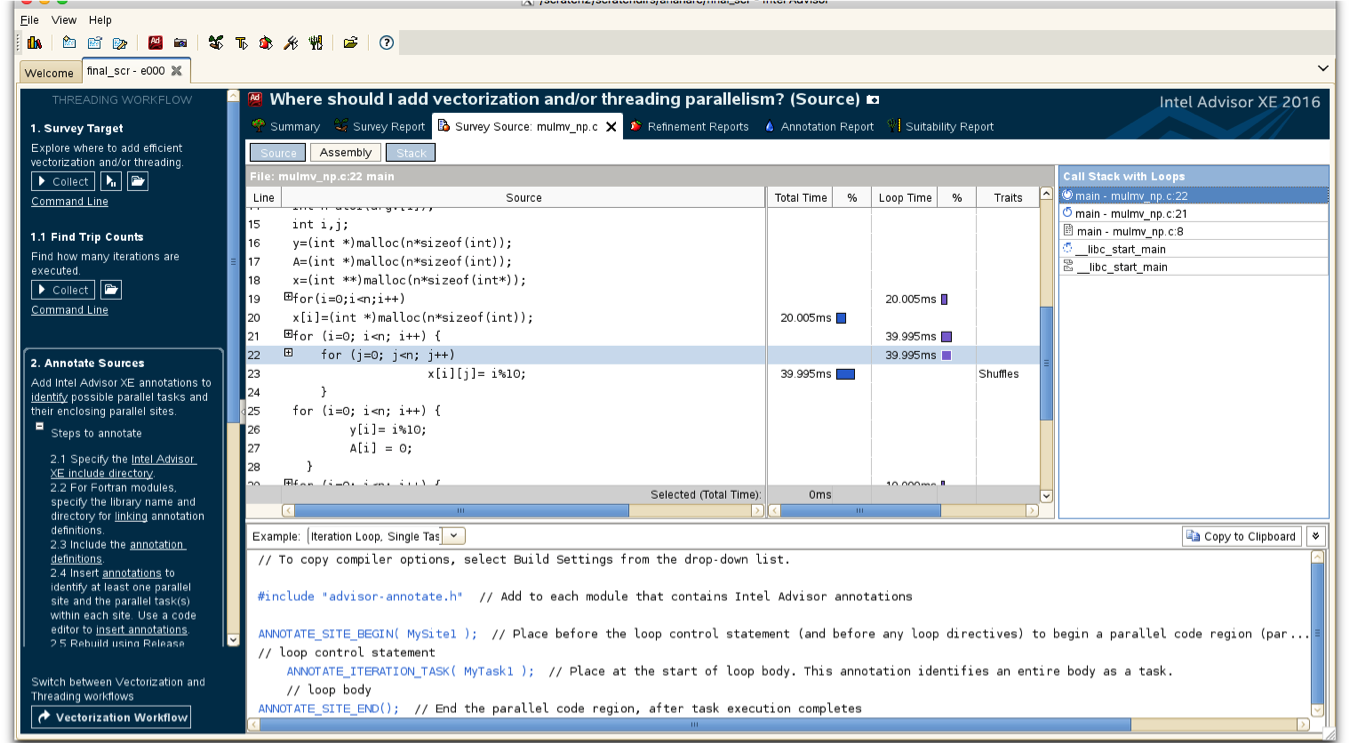 Intel Advisor
File View Help
Welcome final_scr - e000
THREADING WORKFLOW
1. Survey Target
Explore where to add efficient
vectorization and/or threading.
Collect
Command Line
1.1 Find Trip Counts
Find how many iterations are
executed.
Collect
Command Line
2. Annotate Sources
Add Intel Advisor XE annotations to
identify possible parallel tasks and
their enclosing parallel sites.
Steps to annotate
2.1 Specify the Intel Advisor
XE include directory.
2.2 For Fortran modules,
specify the library name and
directory for linking annotation
definitions.
2.3 Include the annotation
definitions.
2.4 Insert annotations to
identify at least one parallel
site and the parallel task(s)
within each site. Use a code
editor to insert annotations.
2.5 Rebuild using Release
Switch between Vectorization and
Threading workflows
Vectorization Workflow
Where should I add vectorization and/or threading parallelism? (Source)
Intel Advisor XE 2016
Summary Survey Report Survey Source: mulmv_np.c Refinement Reports Annotation Report Suitability Report
Source Assembly Stack
File: mulmv_np.c:22 main
Line Source Total Time % Loop Time % Traits
15 int i,j;
16 y=(int *)malloc(n*sizeof(int));
17 A=(int *)malloc(n*sizeof(int));
18 x=(int **)malloc(n*sizeof(int*));
19 for(i=0;i<n;i++) 20.005ms
20 x[i]=(int *)malloc(n*sizeof(int)); 20.005ms
21 for (i=0; i<n; i++) { 39.995ms
22 for (j=0; j<n; j++) 39.995ms
23 x[i][j]= i%10; 39.995ms Shuffles
24 }
25 for (i=0; i<n; i++) {
26 y[i]= i%10;
27 A[i] = 0;
28 }
Selected (Total Time): 0ms
Call Stack with Loops
main - mulmv_np.c:22
main - mulmv_np.c:21
main - mulmv_np.c:8
__libc_start_main
__libc_start_main
Example: Iteration Loop, Single Tas
Copy to Clipboard
// To copy compiler options, select Build Settings from the drop-down list.
#include "advisor-annotate.h" // Add to each module that contains Intel Advisor annotations
ANNOTATE_SITE_BEGIN( MySite1 ); // Place before the loop control statement (and before any loop directives) to begin a parallel code region (par...
// loop control statement
ANNOTATE_ITERATION_TASK( MyTask1 ); // Place at the start of loop body. This annotation identifies an entire body as a task.
// loop body
ANNOTATE_SITE_END(); // End the parallel code region, after task execution completes